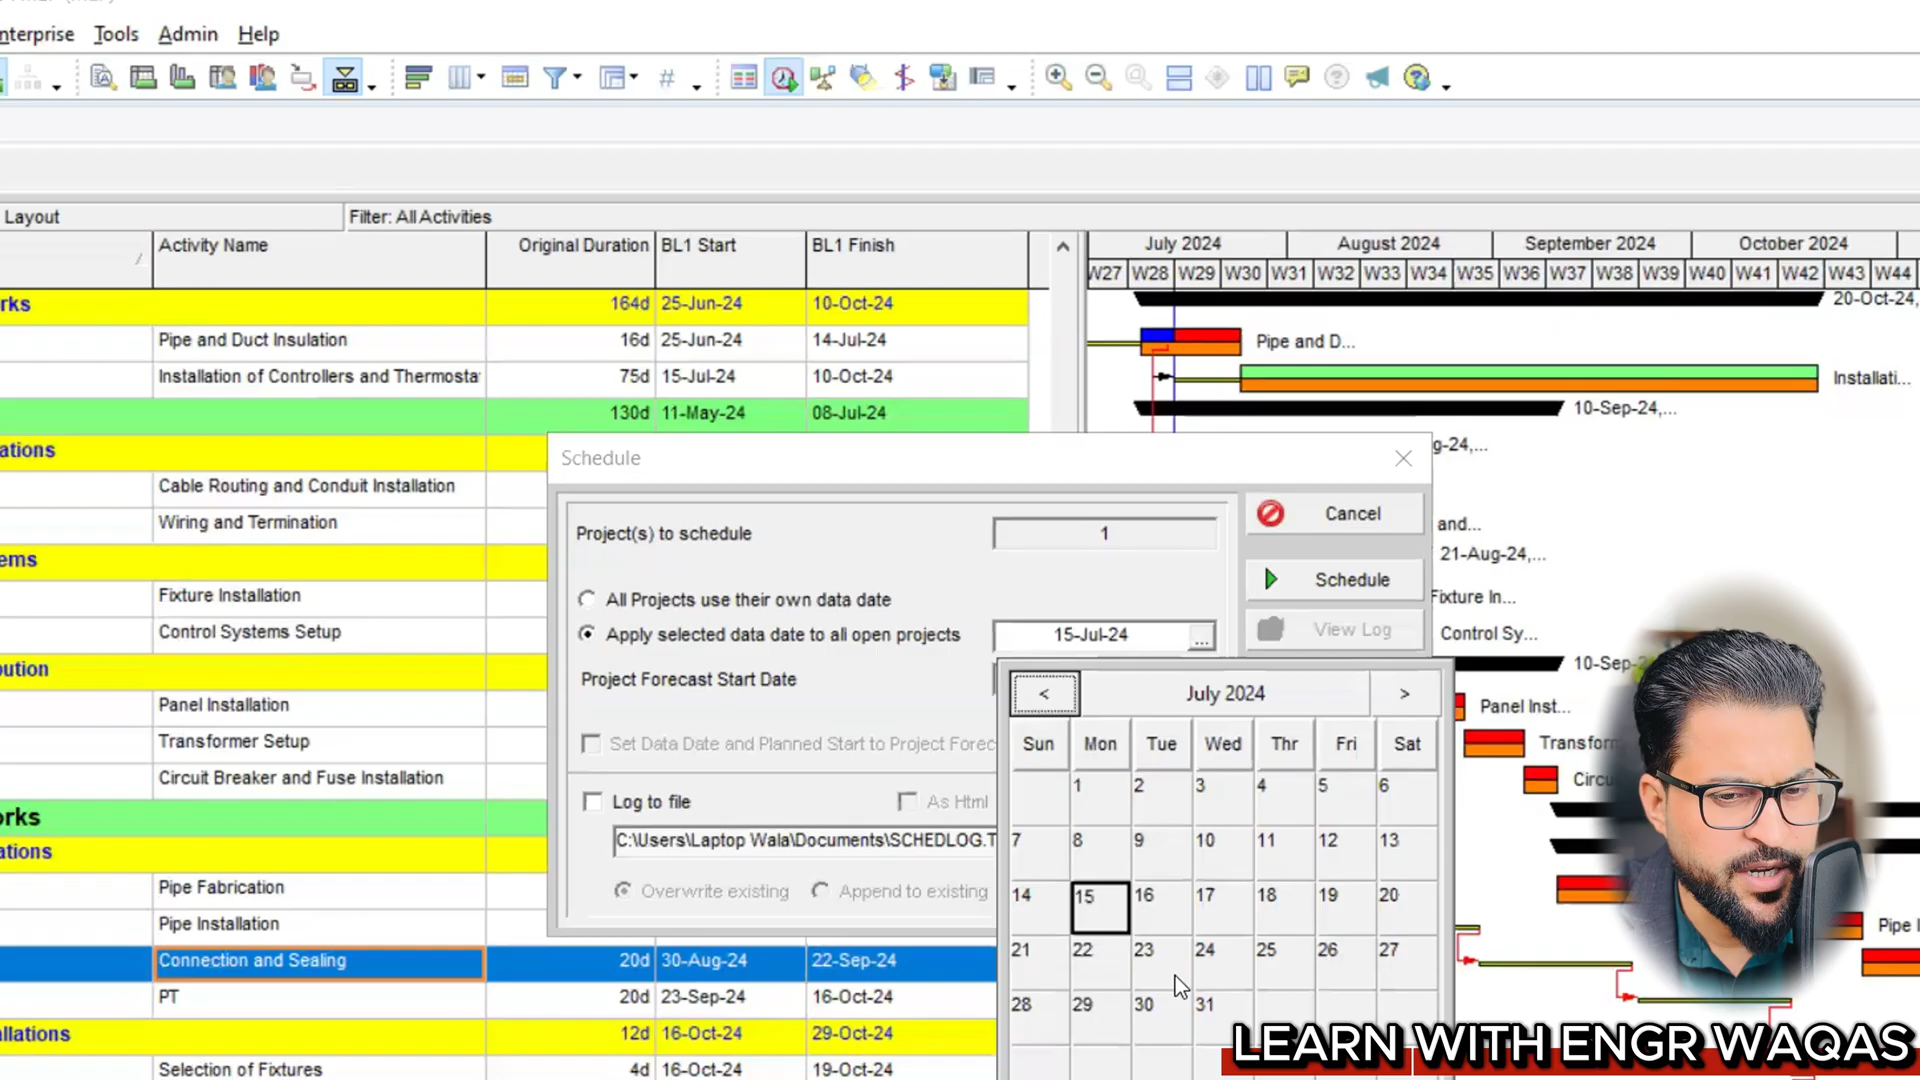 nterprise Tools Admin Help
Layout Filter: All Activities
Activity Name Original Duration BL1 Start BL1 Finish
July 2024 August 2024 September 2024 October 2024
W27 W28 W29 W30 W31 W32 W33 W34 W35 W36 W37 W38 W39 W40 W41 W42 W43 W44
rks 164d 25-Jun-24 10-Oct-24 20-Oct-24,
Pipe and Duct Insulation 16d 25-Jun-24 14-Jul-24 Pipe and D...
Installation of Controllers and Thermosta 75d 15-Jul-24 10-Oct-24 Installati...
130d 11-May-24 08-Jul-24 10-Sep-24,...
ations g-24,...
Cable Routing and Conduit Installation
Wiring and Termination and...
ems 21-Aug-24,...
Fixture Installation Fixture In...
Control Systems Setup Control Sy...
ution 10-Sep-2
Panel Installation Panel Inst...
Transformer Setup Transform
Circuit Breaker and Fuse Installation Circu
rks
ations
Pipe Fabrication
Pipe Installation Pipe I
Connection and Sealing 20d 30-Aug-24 22-Sep-24
PT 20d 23-Sep-24 16-Oct-24
llations 12d 16-Oct-24 29-Oct-24
Selection of Fixtures 4d 16-Oct-24 19-Oct-24
Schedule
Project(s) to schedule 1
Cancel
All Projects use their own data date
Schedule
Apply selected data date to all open projects 15-Jul-24 ...
View Log
Project Forecast Start Date
Set Data Date and Planned Start to Project Forec
Log to file As Html
C:\Users\Laptop Wala\Documents\SCHEDLOG.T
Overwrite existing Append to existing
< July 2024 >
Sun Mon Tue Wed Thr Fri Sat
1 2 3 4 5 6
7 8 9 10 11 12 13
14 15 16 17 18 19 20
21 22 23 24 25 26 27
28 29 30 31
LEARN WITH ENGR WAQAS